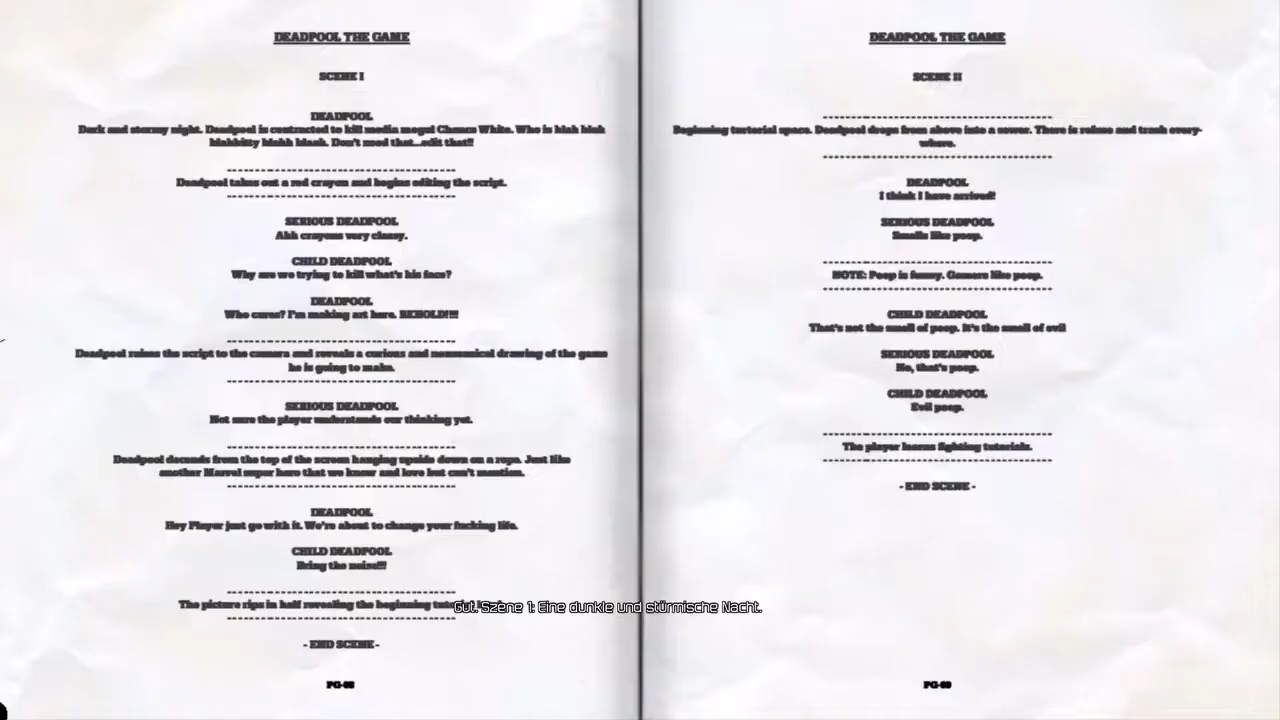 DEADPOOL THE GAME
SCENE I
DEADPOOL
Dark and stormy night. Deadpool is contracted to kill media mogul Chance White. Who is blah blah
blahbitty blahh blaah. Don't need that...edit that!!
Deadpool takes out a red crayon and begins editing the script.
SERIOUS DEADPOOL
Ahh crayons very classy.
CHILD DEADPOOL
Why are we trying to kill what's his face?
DEADPOOL
Who cares? I'm making art here. BEHOLD!!!!
Deadpool raises the script to the camera and reveals a curious and nonsensical drawing of the game
he is going to make.
SERIOUS DEADPOOL
Not sure the player understands our thinking yet.
Deadpool decends from the top of the screen hanging upside down on a rope. Just like
another Marvel super hero that we know and love but can't mention.
DEADPOOL
Hey Player just go with it. We're about to change your fucking life.
CHILD DEADPOOL
Bring the noise!!!
The picture rips in half revealing the beginning
Gut. Szene 1: Eine dunkle und stürmische Nacht.
- END SCENE -
PG-08
DEADPOOL THE GAME
SCENE II
Beginning tutorial space. Deadpool drops from above into a sewer. There is refuse and trash every-
where.
DEADPOOL
I think I have arrived!
SERIOUS DEADPOOL
Smells like poop.
NOTE: Poop is funny. Gamers like poop.
CHILD DEADPOOL
That's not the smell of poop. It's the smell of evil
SERIOUS DEADPOOL
No, that's poop.
CHILD DEADPOOL
Evil poop.
The player learns fighting tutorials.
- END SCENE -
PG-09